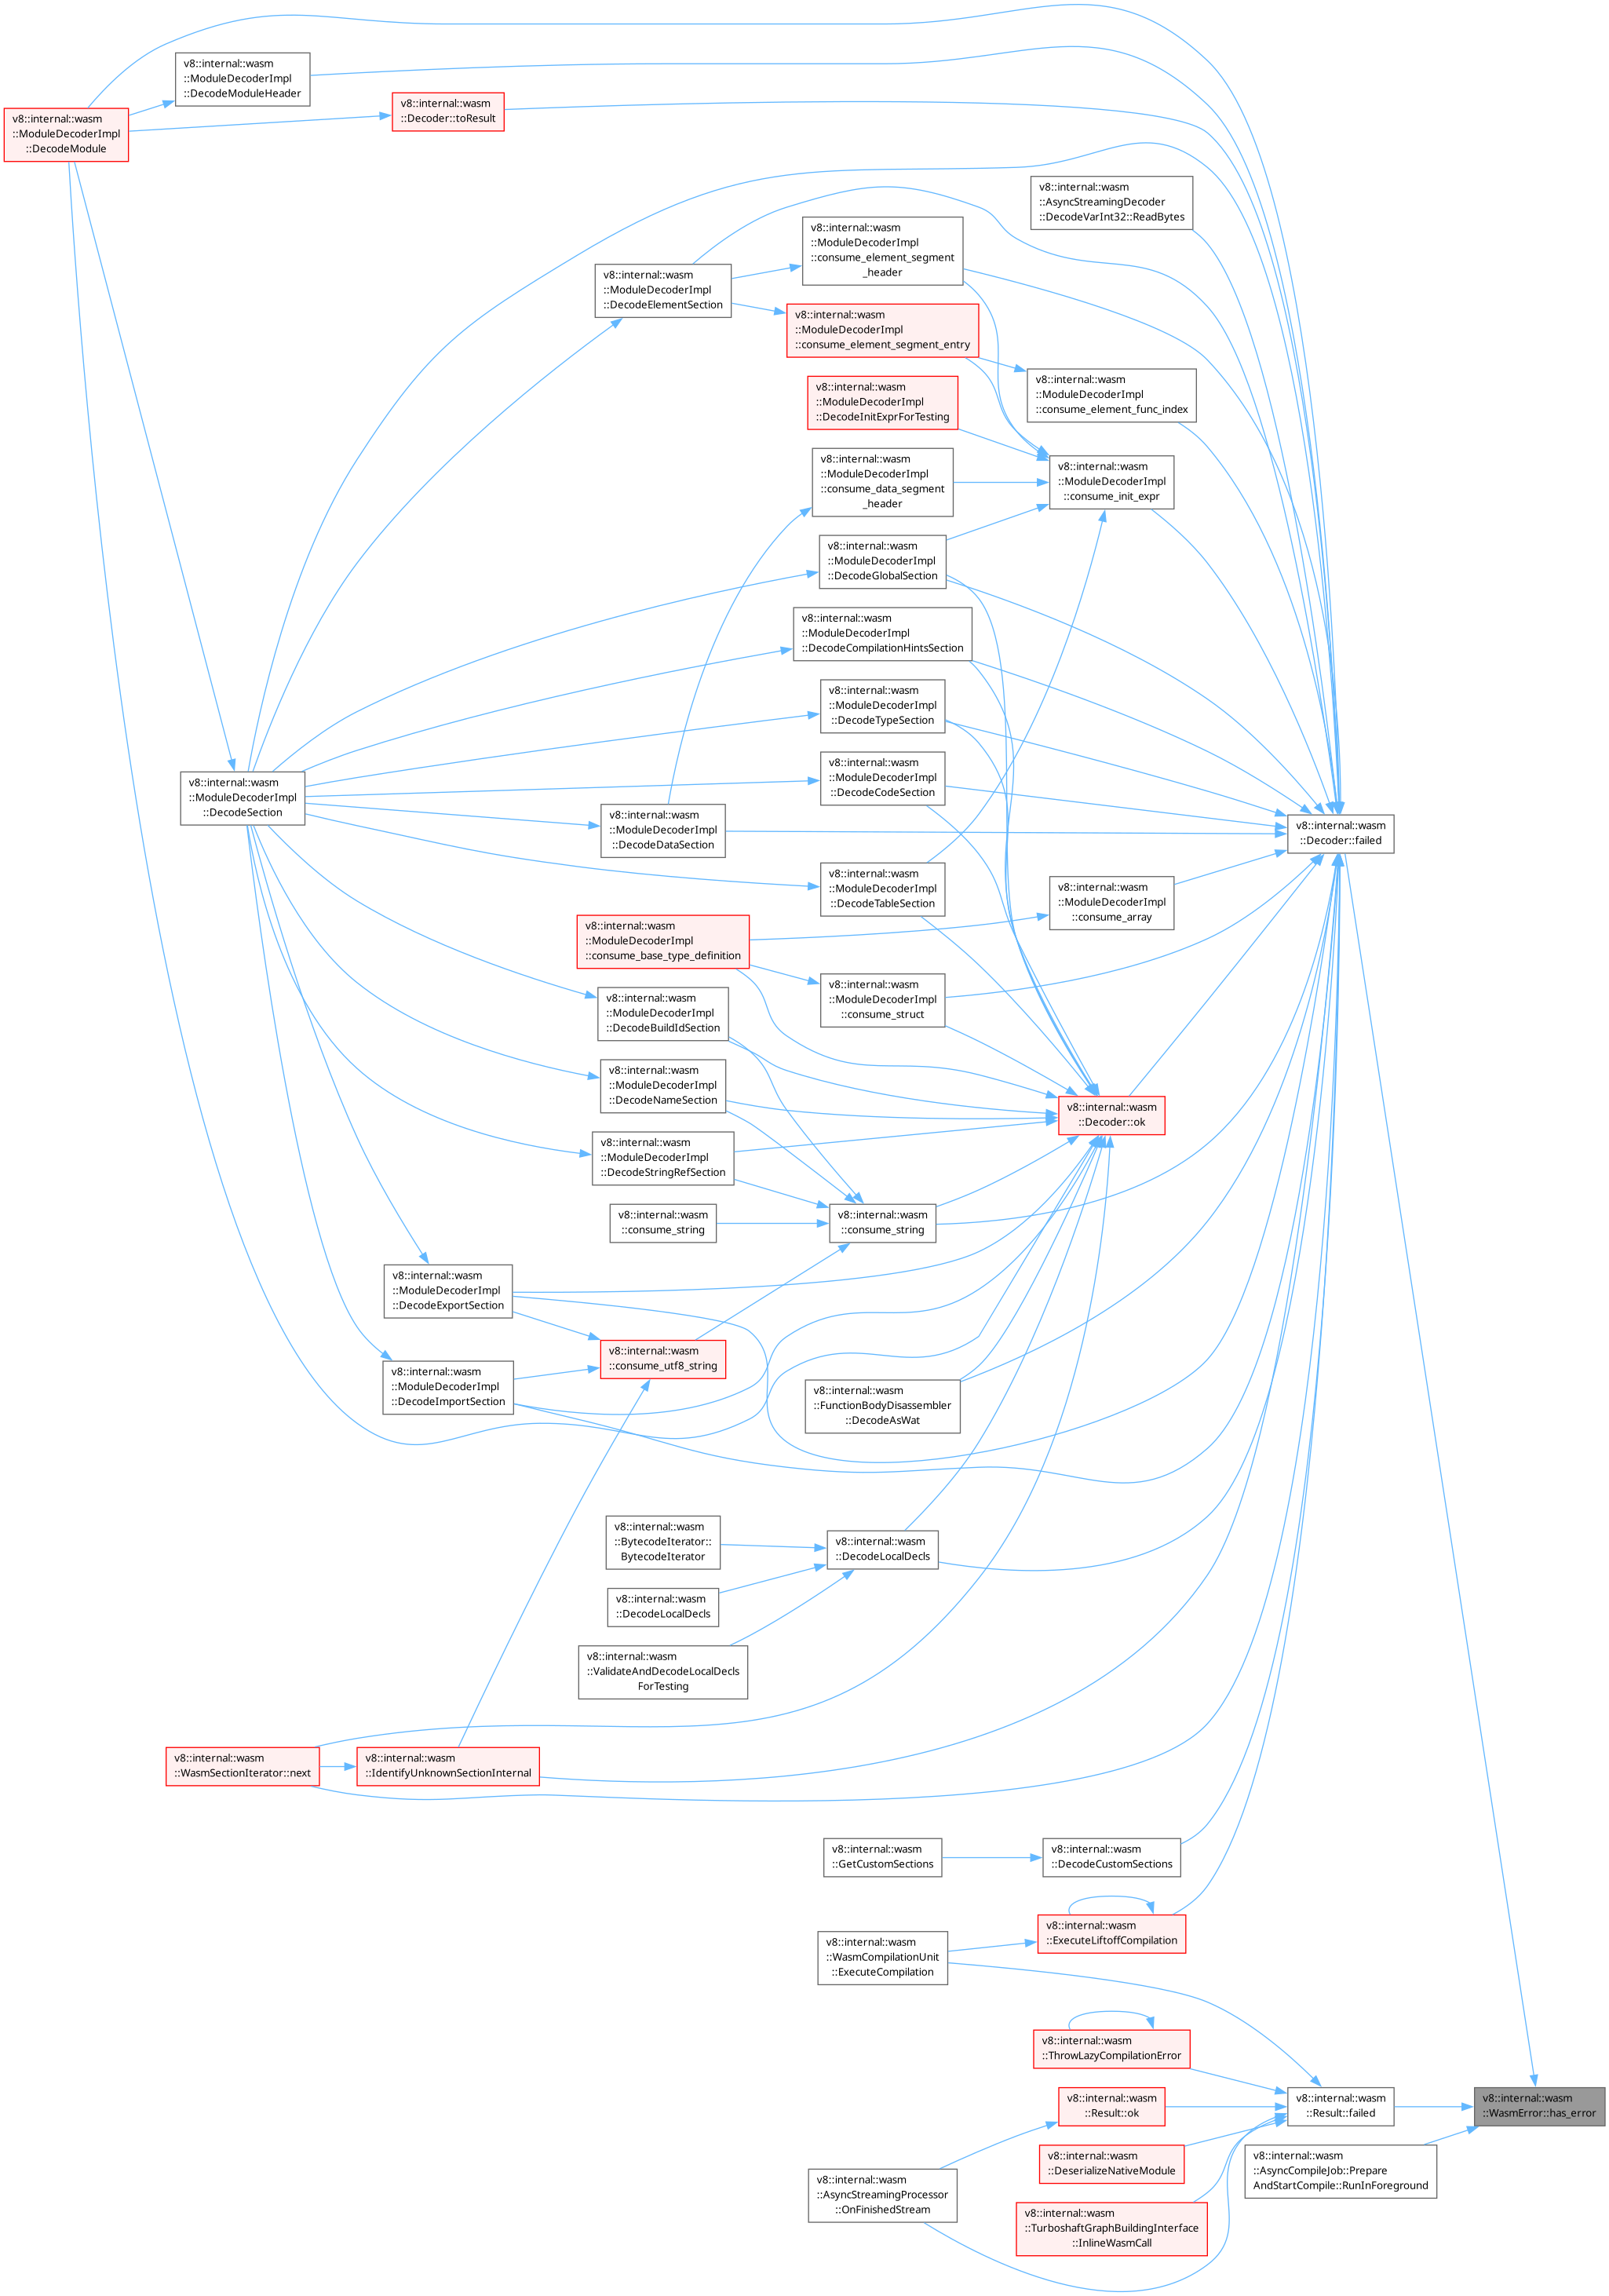 v8::internal::wasm
::ModuleDecoderImpl
::DecodeModuleHeader
v8::internal::wasm
::Decoder::toResult
v8::internal::wasm
::ModuleDecoderImpl
::DecodeModule
v8::internal::wasm
::AsyncStreamingDecoder
::DecodeVarInt32::ReadBytes
v8::internal::wasm
::ModuleDecoderImpl
::consume_element_segment
_header
v8::internal::wasm
::ModuleDecoderImpl
::DecodeElementSection
v8::internal::wasm
::ModuleDecoderImpl
::consume_element_segment_entry
v8::internal::wasm
::ModuleDecoderImpl
::consume_element_func_index
v8::internal::wasm
::ModuleDecoderImpl
::DecodeInitExprForTesting
v8::internal::wasm
::ModuleDecoderImpl
::consume_data_segment
_header
v8::internal::wasm
::ModuleDecoderImpl
::consume_init_expr
v8::internal::wasm
::ModuleDecoderImpl
::DecodeGlobalSection
v8::internal::wasm
::ModuleDecoderImpl
::DecodeCompilationHintsSection
v8::internal::wasm
::ModuleDecoderImpl
::DecodeTypeSection
v8::internal::wasm
::ModuleDecoderImpl
::DecodeCodeSection
v8::internal::wasm
::ModuleDecoderImpl
::DecodeSection
v8::internal::wasm
::ModuleDecoderImpl
::DecodeDataSection
v8::internal::wasm
::Decoder::failed
v8::internal::wasm
::ModuleDecoderImpl
::DecodeTableSection
v8::internal::wasm
::ModuleDecoderImpl
::consume_array
v8::internal::wasm
::ModuleDecoderImpl
::consume_base_type_definition
v8::internal::wasm
::ModuleDecoderImpl
::consume_struct
v8::internal::wasm
::ModuleDecoderImpl
::DecodeBuildIdSection
v8::internal::wasm
::ModuleDecoderImpl
::DecodeNameSection
v8::internal::wasm
::Decoder::ok
v8::internal::wasm
::ModuleDecoderImpl
::DecodeStringRefSection
v8::internal::wasm
::consume_string
v8::internal::wasm
::consume_string
v8::internal::wasm
::ModuleDecoderImpl
::DecodeExportSection
v8::internal::wasm
::consume_utf8_string
v8::internal::wasm
::ModuleDecoderImpl
::DecodeImportSection
v8::internal::wasm
::FunctionBodyDisassembler
::DecodeAsWat
v8::internal::wasm
::BytecodeIterator::
BytecodeIterator
v8::internal::wasm
::DecodeLocalDecls
v8::internal::wasm
::DecodeLocalDecls
v8::internal::wasm
::ValidateAndDecodeLocalDecls
ForTesting
v8::internal::wasm
::WasmSectionIterator::next
v8::internal::wasm
::IdentifyUnknownSectionInternal
v8::internal::wasm
::GetCustomSections
v8::internal::wasm
::DecodeCustomSections
v8::internal::wasm
::ExecuteLiftoffCompilation
v8::internal::wasm
::WasmCompilationUnit
::ExecuteCompilation
v8::internal::wasm
::ThrowLazyCompilationError
v8::internal::wasm
::Result::ok
v8::internal::wasm
::Result::failed
v8::internal::wasm
::WasmError::has_error
v8::internal::wasm
::DeserializeNativeModule
v8::internal::wasm
::AsyncCompileJob::Prepare
AndStartCompile::RunInForeground
v8::internal::wasm
::AsyncStreamingProcessor
::OnFinishedStream
v8::internal::wasm
::TurboshaftGraphBuildingInterface
::InlineWasmCall